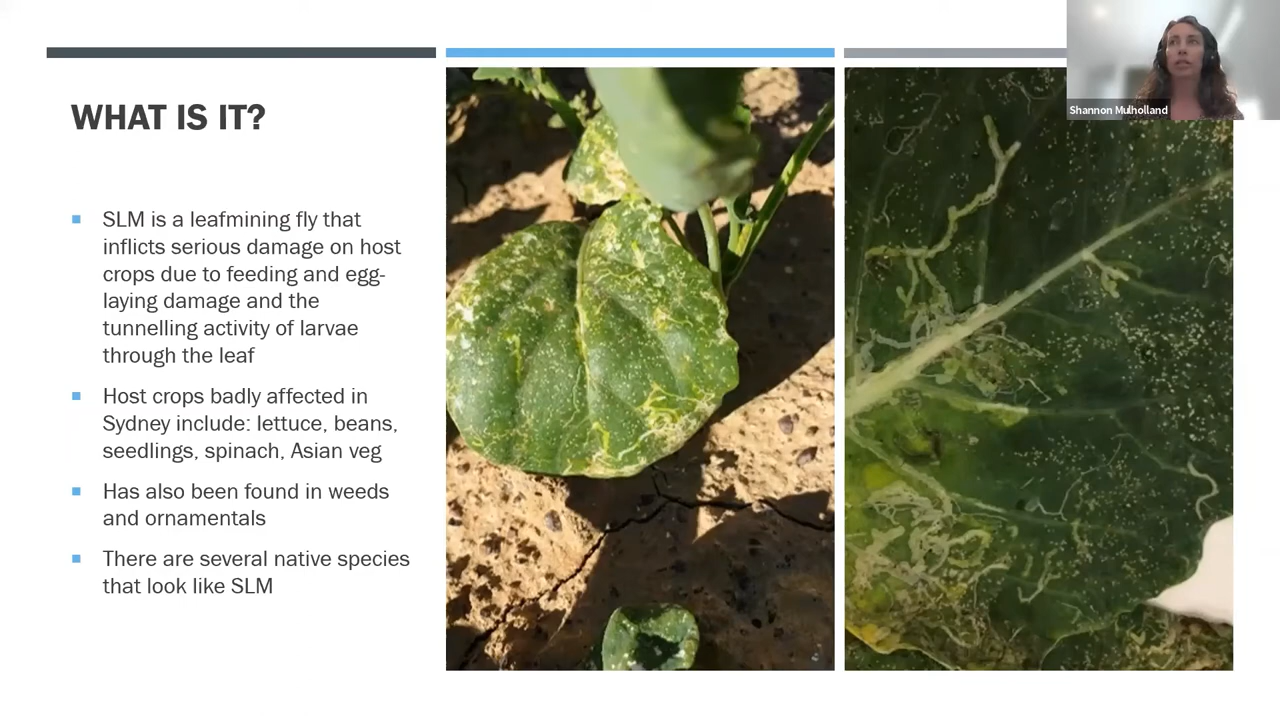 Shannon Mulholland
WHAT IS IT?
SLM is a leafmining fly that
inflicts serious damage on host
crops due to feeding and egg-
laying damage and the
tunnelling activity of larvae
through the leaf
Host crops badly affected in
Sydney include: lettuce, beans,
seedlings, spinach, Asian veg
Has also been found in weeds
and ornamentals
There are several native species
that look like SLM